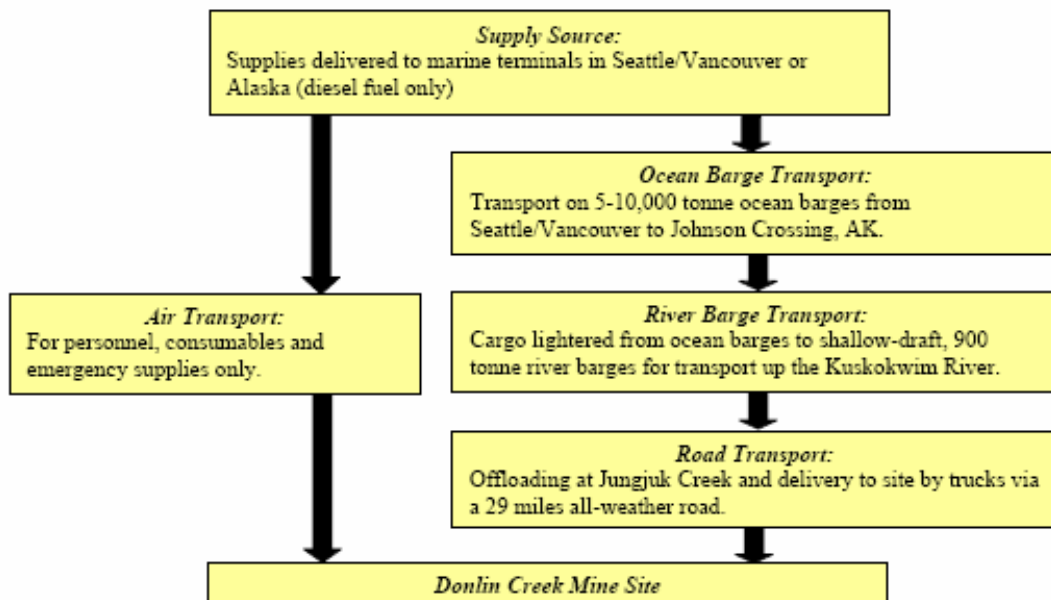 Supply Source:
Supplies delivered to marine terminals in Seattle/Vancouver or
Alaska (diesel fuel only)
Ocean Barge Transport:
Transport on 5-10,000 tonne ocean barges from
Seattle/Vancouver to Johnson Crossing, AK.
Air Transport:
For personnel, consumables and
emergency supplies only.
River Barge Transport:
Cargo lightered from ocean barges to shallow-draft, 900
tonne river barges for transport up the Kuskokwim River.
Road Transport:
Offloading at Jungjuk Creek and delivery to site by trucks via
a 29 miles all-weather road.
Donlin Creek Mine Site